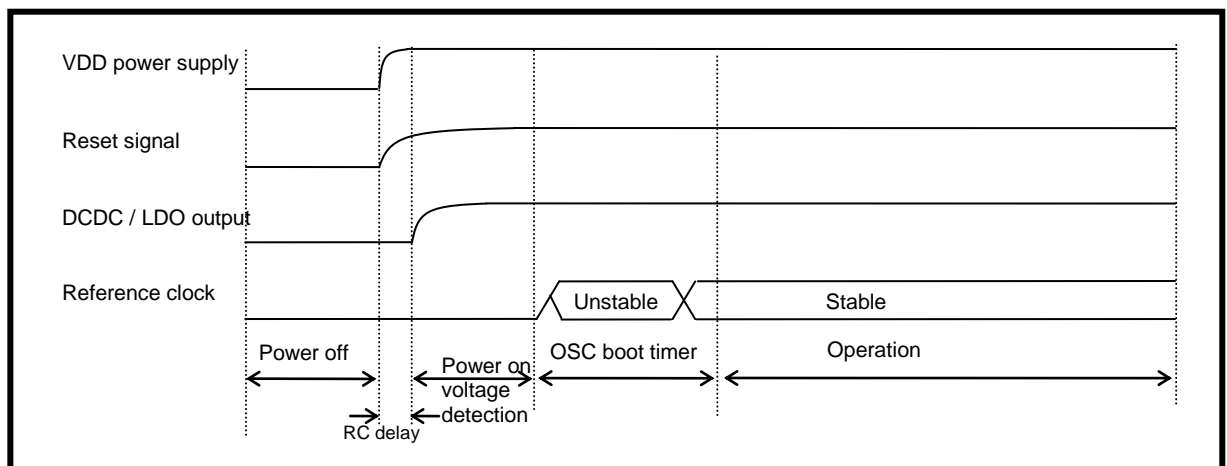 VDD power supply
Reset signal
DCDC / LDO output
Reference clock
Unstable
Stable
Power off
Power on
voltage
detection
OSC boot timer
Operation
RC delay